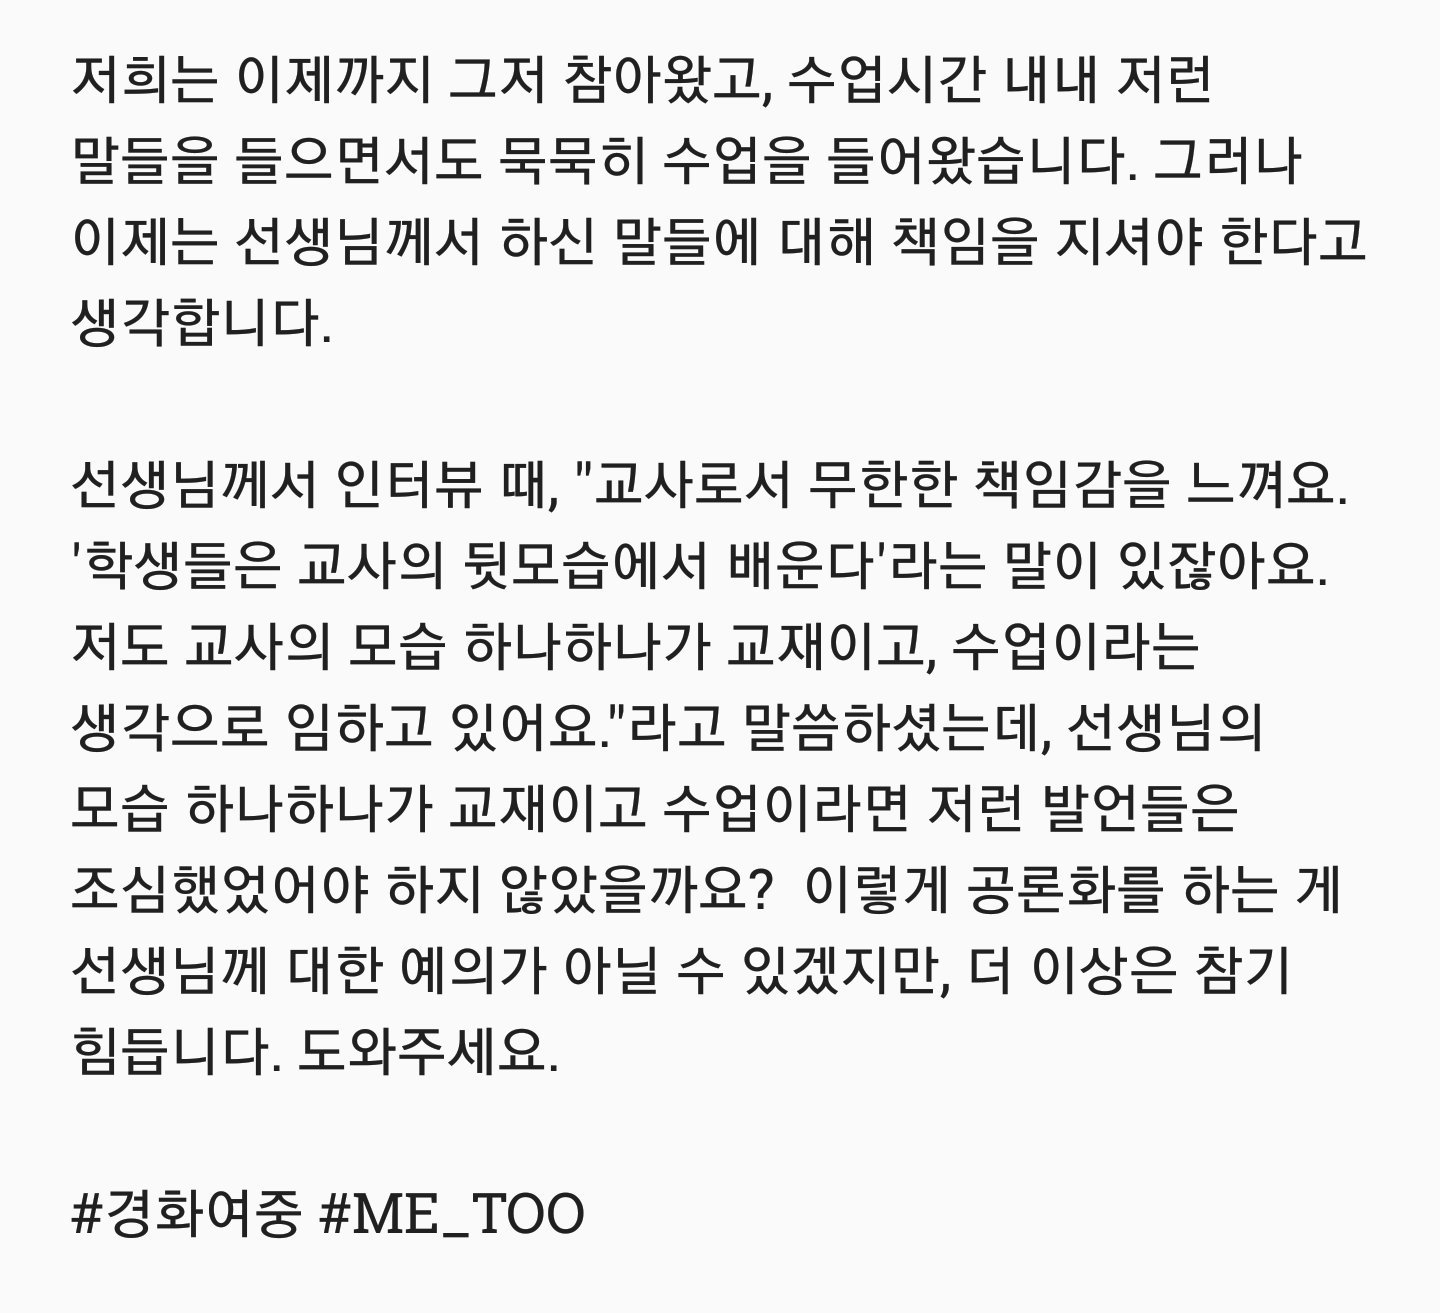 저희는 이제까지 그저 참아왔고, 수업시간 내내 저런
말들을 들으면서도 묵묵히 수업을 들어왔습니다. 그러나
이제는 선생님께서 하신 말들에 대해 책임을 지셔야 한다고
생각합니다.
선생님께서 인터뷰 때, "교사로서 무한한 책임감을 느껴요.
'학생들은 교사의 뒷모습에서 배운다'라는 말이 있잖아요.
저도 교사의 모습 하나하나가 교재이고, 수업이라는
생각으로 임하고 있어요."라고 말씀하셨는데, 선생님의
모습 하나하나가 교재이고 수업이라면 저런 발언들은
조심했었어야 하지 않았을까요?  이렇게 공론화를 하는 게
선생님께 대한 예의가 아닐 수 있겠지만, 더 이상은 참기
힘듭니다. 도와주세요.
#경화여중 #ME_TOO